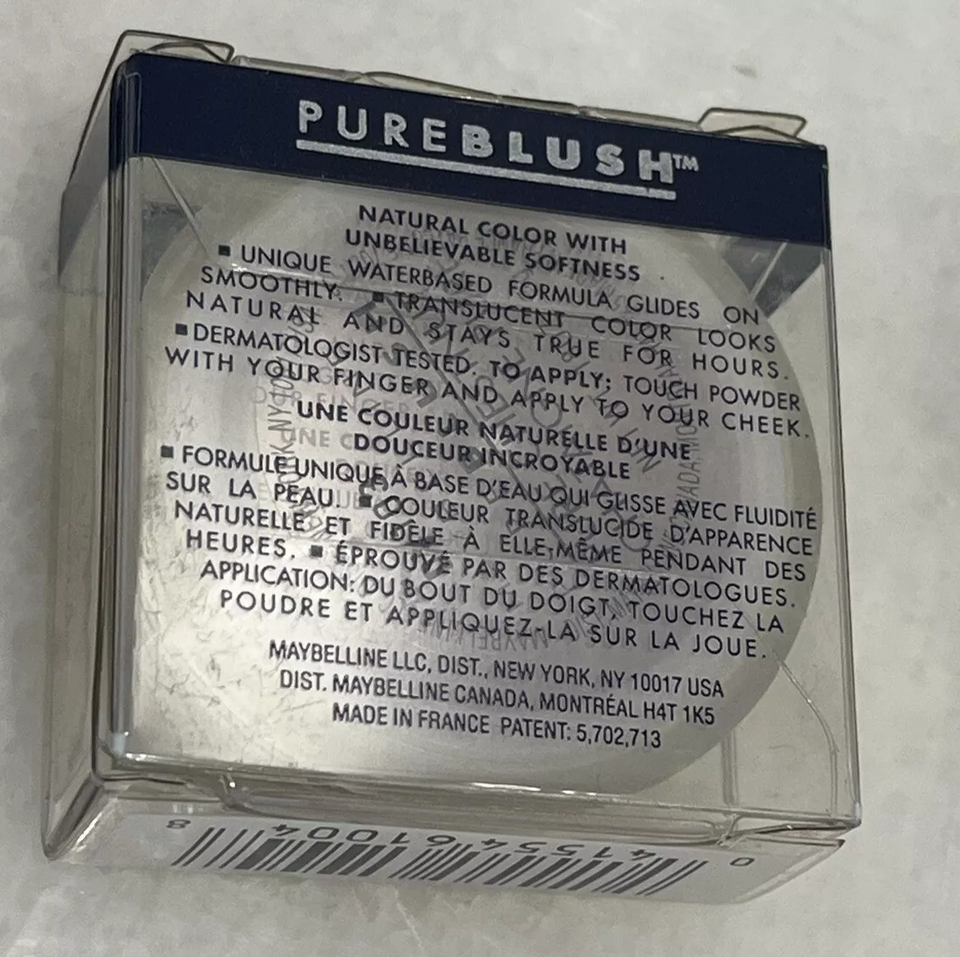 PUREBLUSH™
NATURAL COLOR WITH
UNBELIEVABLE SOFTNESS
▪ UNIQUE WATERBASED FORMULA GLIDES ON
SMOOTHLY. ▪ TRANSLUCENT COLOR LOOKS
NATURAL AND STAYS TRUE FOR HOURS.
▪ DERMATOLOGIST TESTED. TO APPLY; TOUCH POWDER
WITH YOUR FINGER AND APPLY TO YOUR CHEEK.
UNE COULEUR NATURELLE D'UNE
DOUCEUR INCROYABLE
▪ FORMULE UNIQUE À BASE D'EAU QUI GLISSE AVEC FLUIDITÉ
SUR LA PEAU. ▪ COULEUR TRANSLUCIDE D'APPARENCE
NATURELLE ET FIDÈLE À ELLE-MÊME PENDANT DES
HEURES. ▪ ÉPROUVÉ PAR DES DERMATOLOGUES.
APPLICATION: DU BOUT DU DOIGT, TOUCHEZ LA
POUDRE ET APPLIQUEZ-LA SUR LA JOUE.
MAYBELLINE LLC, DIST., NEW YORK, NY 10017 USA
DIST. MAYBELLINE CANADA, MONTRÉAL H4T 1K5
MADE IN FRANCE PATENT: 5,702,713
0 41554 61004 8